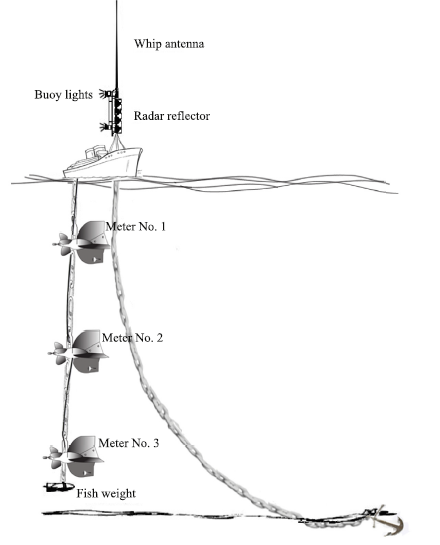 Whip antenna
Buoy lights
Radar reflector
Meter No. 1
Meter No. 2
Meter No. 3
Fish weight